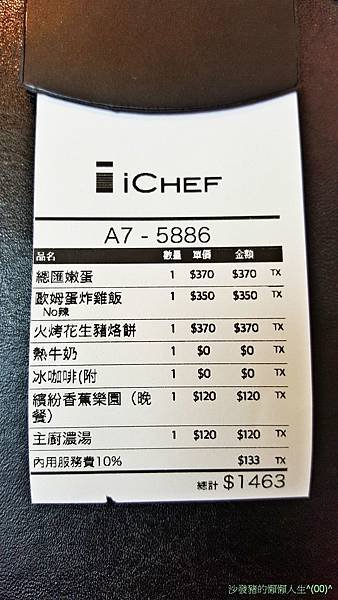 iCHEF
A7 - 5886
品名 數量 單價 金額
總匯嫩蛋 1 $370 $370 TX
歐姆蛋炸雞飯 1 $350 $350 TX
No辣
火烤花生豬烙餅 1 $370 $370 TX
熱牛奶 1 $0 $0 TX
冰咖啡(附 1 $0 $0 TX
繽紛香蕉樂園（晚 1 $120 $120 TX
餐）
主廚濃湯 1 $120 $120 TX
內用服務費10% $133 TX
總計 $1463
沙發豬的懶懶人生^(00)^